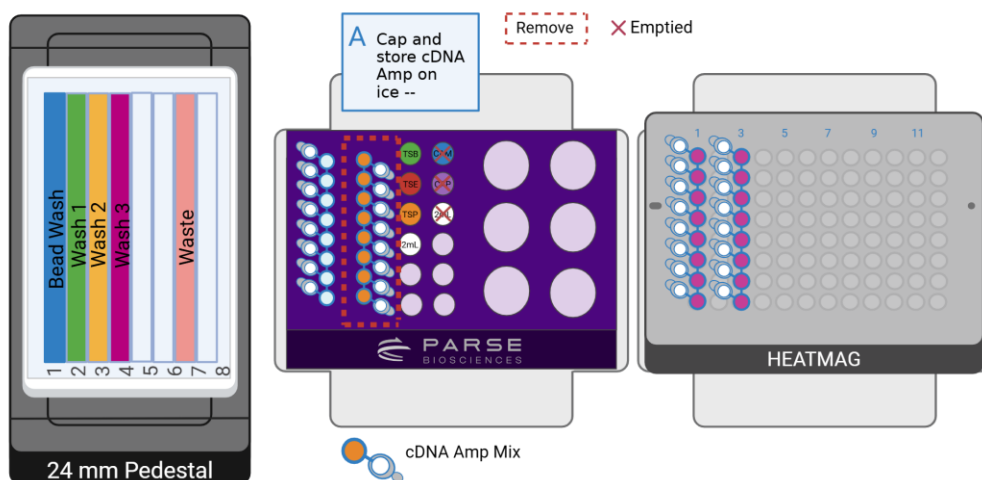 A Cap and
store cDNA
Amp on
ice --
Remove
Emptied
Bead Wash
Wash 1
Wash 2
Wash 3
Waste
1 2 3 4 5 6 7 8
24 mm Pedestal
TSB
TSE
TSP
2mL
2mL
PARSE
BIOSCIENCES
cDNA Amp Mix
1 3 5 7 9 11
HEATMAG